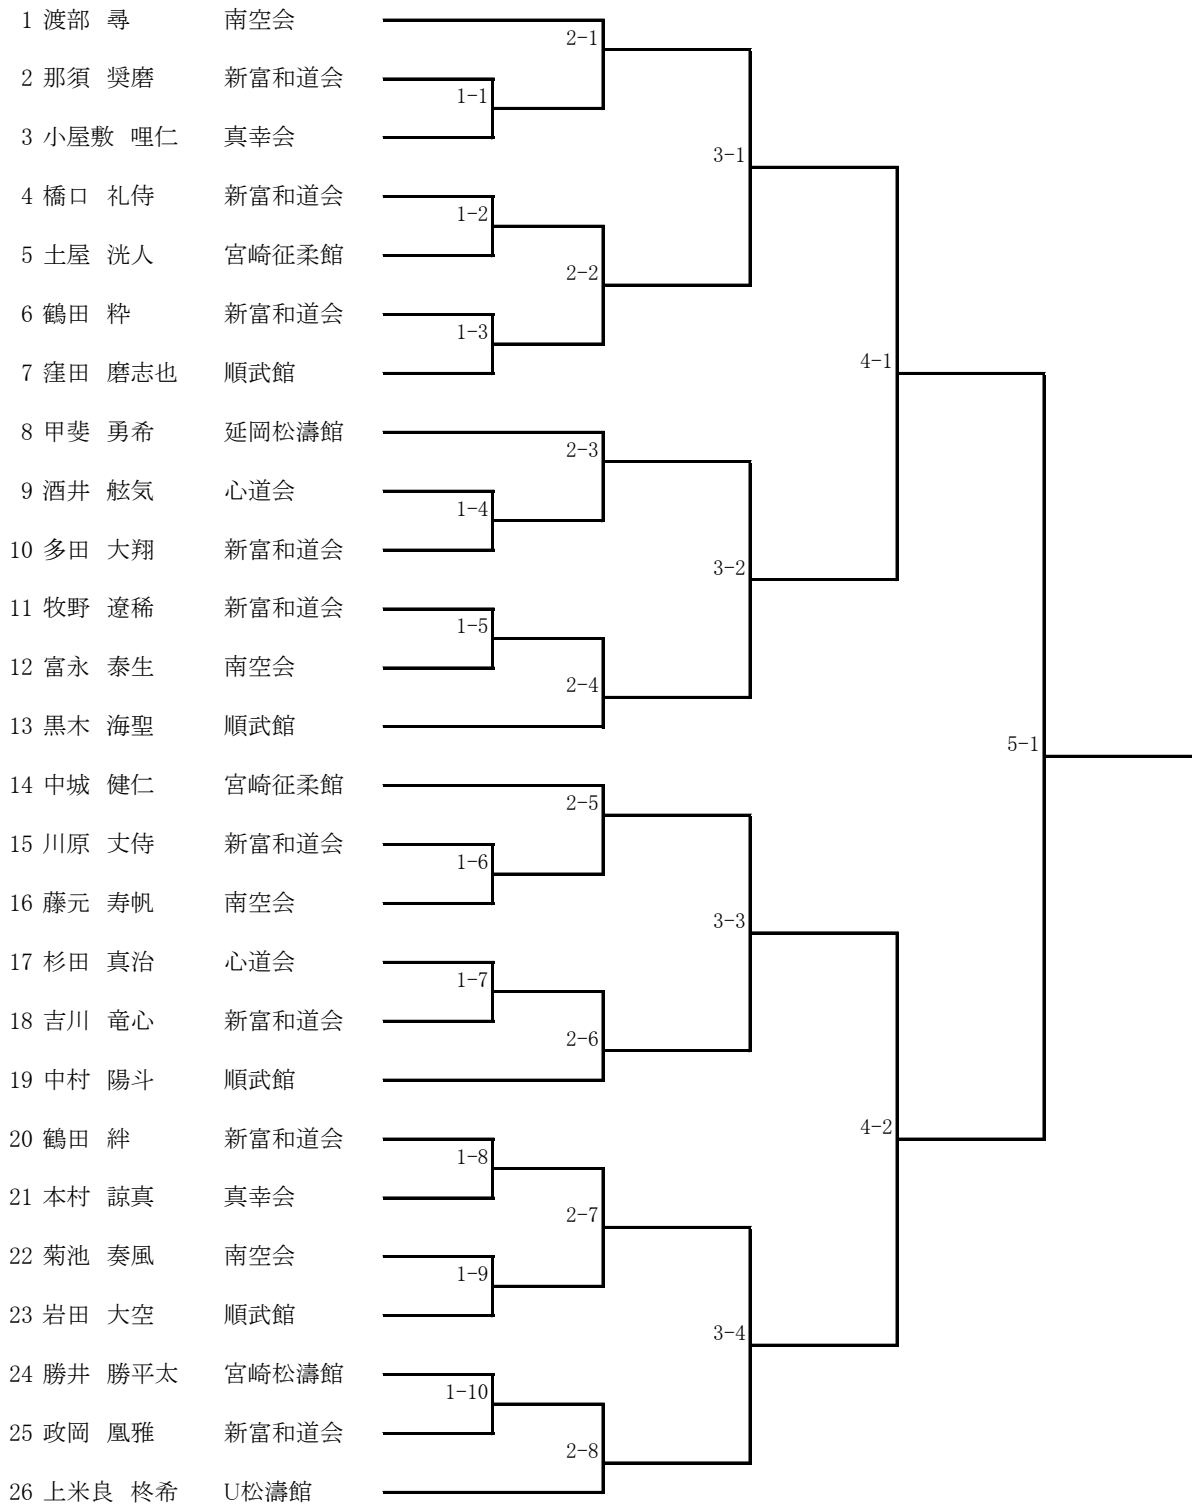 1 渡部 尋 南空会
2-1
2 那須 奨磨 新富和道会
1-1
3 小屋敷 哩仁 真幸会
3-1
4 橋口 礼侍 新富和道会
1-2
5 土屋 洸人 宮崎征柔館
2-2
6 鶴田 粋 新富和道会
1-3
7 窪田 磨志也 順武館
4-1
8 甲斐 勇希 延岡松濤館
2-3
9 酒井 舷気 心道会
1-4
10 多田 大翔 新富和道会
3-2
11 牧野 遼稀 新富和道会
1-5
12 富永 泰生 南空会
2-4
13 黒木 海聖 順武館
5-1
14 中城 健仁 宮崎征柔館
2-5
15 川原 丈侍 新富和道会
1-6
16 藤元 寿帆 南空会
3-3
17 杉田 真治 心道会
1-7
18 吉川 竜心 新富和道会
2-6
19 中村 陽斗 順武館
4-2
20 鶴田 絆 新富和道会
1-8
21 本村 諒真 真幸会
2-7
22 菊池 奏風 南空会
1-9
23 岩田 大空 順武館
3-4
24 勝井 勝平太 宮崎松濤館
1-10
25 政岡 凰雅 新富和道会
2-8
26 上米良 柊希 U松濤館